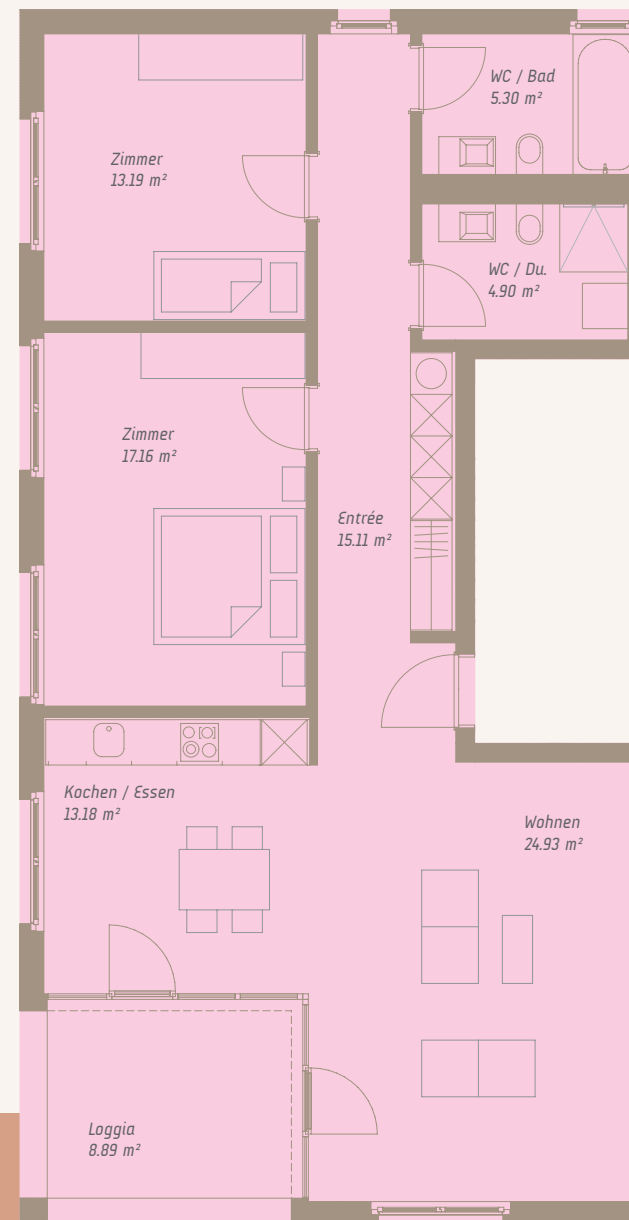 WC / Bad
5.30 m²
Zimmer
13.19 m²
WC / Du.
4.90 m²
Zimmer
17.16 m²
Entrée
15.11 m²
Kochen / Essen
13.18 m²
Wohnen
24.93 m²
Loggia
8.89 m²